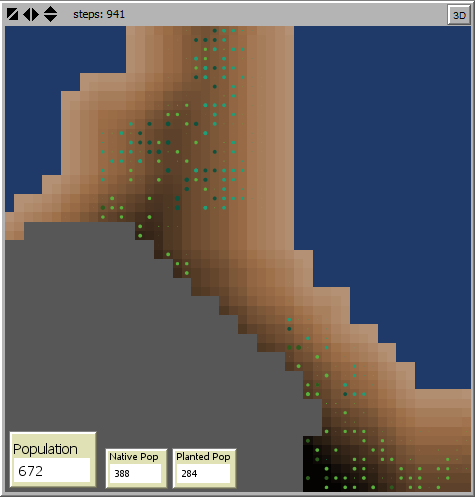 steps: 941
3D
Population
672
Native Pop
388
Planted Pop
284